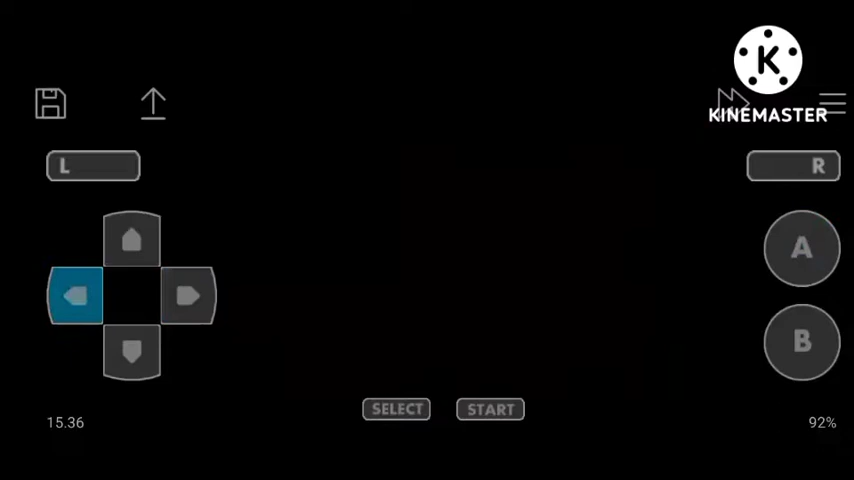 K
KINEMASTER
L
R
A
B
SELECT
START
15.36
92%